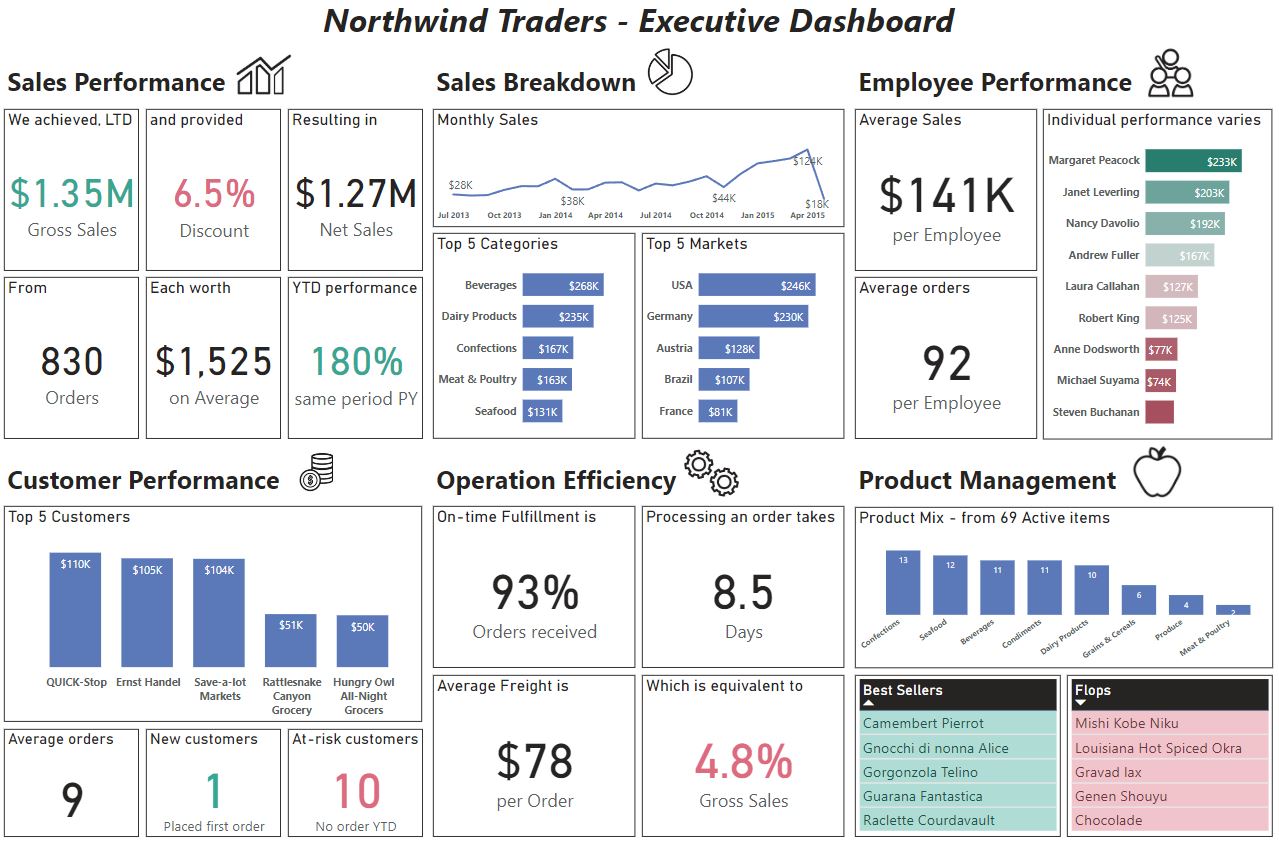 Northwind Traders - Executive Dashboard
Sales Performance
We achieved, LTD
$1.35M
Gross Sales
and provided
6.5%
Discount
Resulting in
$1.27M
Net Sales
From
830
Orders
Each worth
$1,525
on Average
YTD performance
180%
same period PY
Sales Breakdown
Monthly Sales
$28K
$38K
$44K
$124K
$18K
Jul 2013 Oct 2013 Jan 2014 Apr 2014 Jul 2014 Oct 2014 Jan 2015 Apr 2015
Top 5 Categories
Beverages $268K
Dairy Products $235K
Confections $167K
Meat & Poultry $163K
Seafood $131K
Top 5 Markets
USA $246K
Germany $230K
Austria $128K
Brazil $107K
France $81K
Employee Performance
Average Sales
$141K
per Employee
Average orders
92
per Employee
Individual performance varies
Margaret Peacock $233K
Janet Leverling $203K
Nancy Davolio $192K
Andrew Fuller $167K
Laura Callahan $127K
Robert King $125K
Anne Dodsworth $77K
Michael Suyama $74K
Steven Buchanan
Customer Performance
Top 5 Customers
$110K $105K $104K $51K $50K
QUICK-Stop
Ernst Handel
Save-a-lot
Markets
Rattlesnake
Canyon
Grocery
Hungry Owl
All-Night
Grocers
Average orders
9
New customers
1
Placed first order
At-risk customers
10
No order YTD
Operation Efficiency
On-time Fulfillment is
93%
Orders received
Processing an order takes
8.5
Days
Average Freight is
$78
per Order
Which is equivalent to
4.8%
Gross Sales
Product Management
Product Mix - from 69 Active items
13 12 11 11 10 6 4 2
Confections
Seafood
Beverages
Condiments
Dairy Products
Grains & Cereals
Produce
Meat & Poultry
Best Sellers
Camembert Pierrot
Gnocchi di nonna Alice
Gorgonzola Telino
Guarana Fantastica
Raclette Courdavault
Flops
Mishi Kobe Niku
Louisiana Hot Spiced Okra
Gravad lax
Genen Shouyu
Chocolade